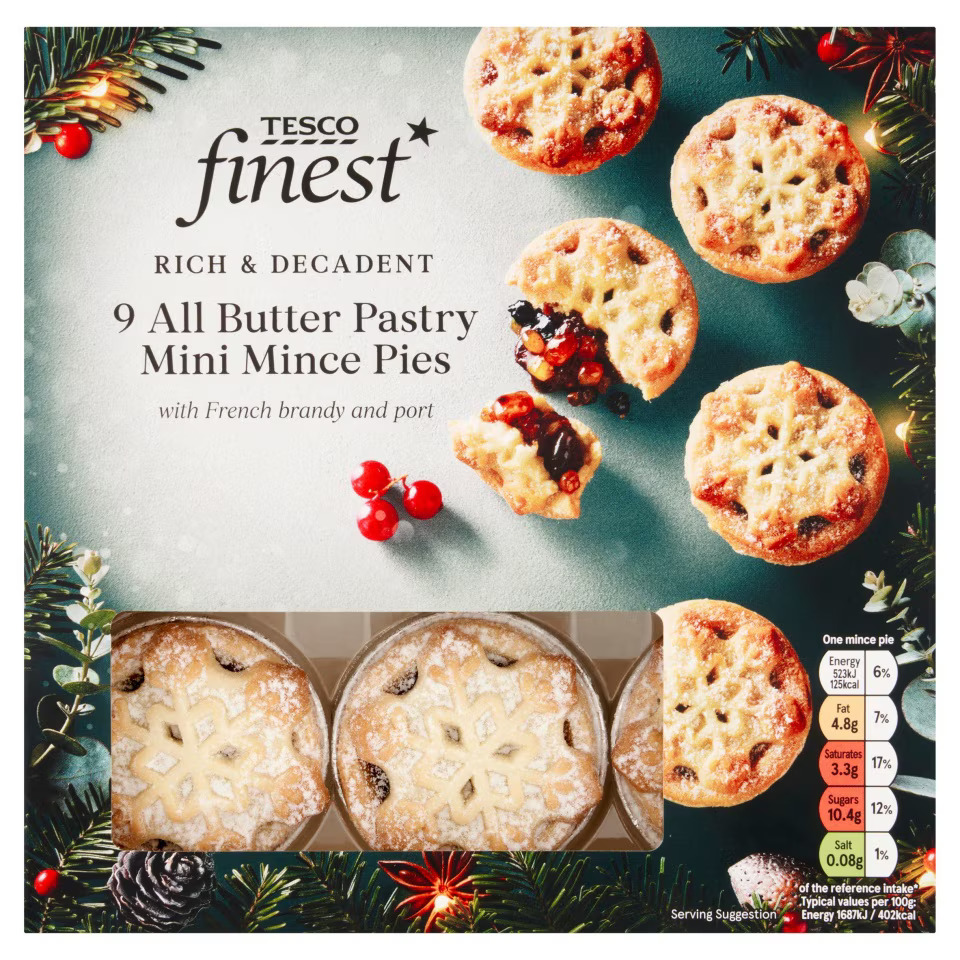 TESCO
finest
RICH & DECADENT
9 All Butter Pastry
Mini Mince Pies
with French brandy and port
One mince pie
Energy
523kJ
125kcal
6%
Fat
4.8g
7%
Saturates
3.3g
17%
Sugars
10.4g
12%
Salt
0.08g
1%
of the reference intake*
Typical values per 100g:
Energy 1687kJ / 402kcal
Serving Suggestion